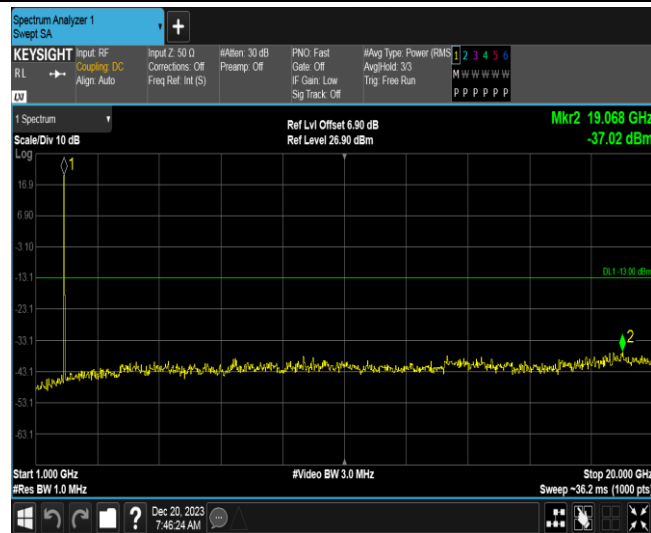 Spectrum Analyzer 1
Swept SA
+
KEYSIGHT
RL
LXI
Input: RF
Coupling: DC
Align: Auto
Input Z: 50 Ω
Corrections: Off
Freq Ref: Int (S)
#Atten: 30 dB
Preamp: Off
PNO: Fast
Gate: Off
IF Gain: Low
Sig Track: Off
#Avg Type: Power (RMS
Avg|Hold: 3/3
Trig: Free Run
1 2 3 4 5 6
M W W W W W
P P P P P P
1 Spectrum
Scale/Div 10 dB
Ref Lvl Offset 6.90 dB
Ref Level 26.90 dBm
Mkr2 19.068 GHz
-37.02 dBm
Log
1
16.9
6.90
-3.10
-13.1
DL1 -13.00 dBm
-23.1
-33.1
2
-43.1
-53.1
-63.1
Start 1.000 GHz
#Video BW 3.0 MHz
Stop 20.000 GHz
#Res BW 1.0 MHz
Sweep ~36.2 ms (1000 pts)
?
Dec 20, 2023
7:46:24 AM